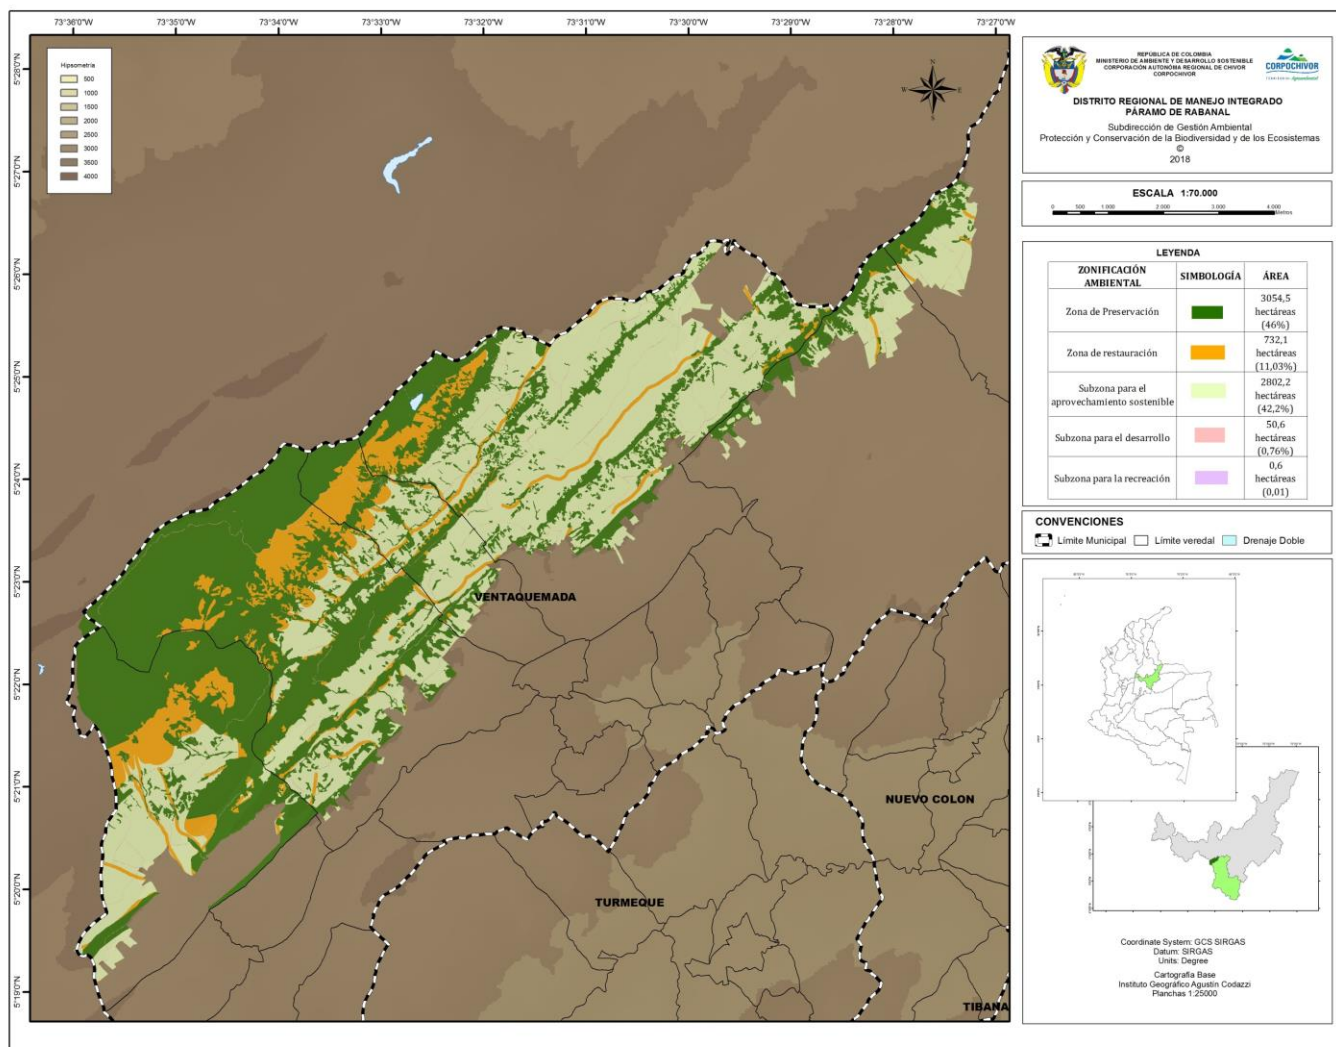 73°36'0"W 73°35'0"W 73°34'0"W 73°33'0"W 73°32'0"W 73°31'0"W 73°30'0"W 73°29'0"W 73°28'0"W 73°27'0"W
5°28'0"N
5°27'0"N
5°26'0"N
5°25'0"N
5°24'0"N
5°23'0"N
5°22'0"N
5°21'0"N
5°20'0"N
5°19'0"N
Hipsometría
500
1000
1500
2000
2500
3000
3500
4000
N
W E
S
VENTAQUEMADA
NUEVO COLON
TURMEQUE
TIBANA
REPÚBLICA DE COLOMBIA
MINISTERIO DE AMBIENTE Y DESARROLLO SOSTENIBLE
CORPORACIÓN AUTÓNOMA REGIONAL DE CHIVOR
CORPOCHIVOR
CORPOCHIVOR
DISTRITO REGIONAL DE MANEJO INTEGRADO
PÁRAMO DE RABANAL
Subdirección de Gestión Ambiental
Protección y Conservación de la Biodiversidad y de los Ecosistemas
©
2018
ESCALA 1:70.000
0 500 1.000 2.000 3.000 4.000
Metros
LEYENDA
ZONIFICACIÓN AMBIENTAL SIMBOLOGÍA ÁREA
Zona de Preservación 3054,5
hectáreas
(46%)
Zona de restauración 732,1
hectáreas
(11,03%)
Subzona para el
aprovechamiento sostenible 2802,2
hectáreas
(42,2%)
Subzona para el desarrollo 50,6
hectáreas
(0,76%)
Subzona para la recreación 0,6
hectáreas
(0,01)
CONVENCIONES
Límite Municipal Límite veredal Drenaje Doble
Coordinate System: GCS SIRGAS
Datum: SIRGAS
Units: Degree
Cartografía Base
Instituto Geográfico Agustín Codazzi
Planchas 1:25000